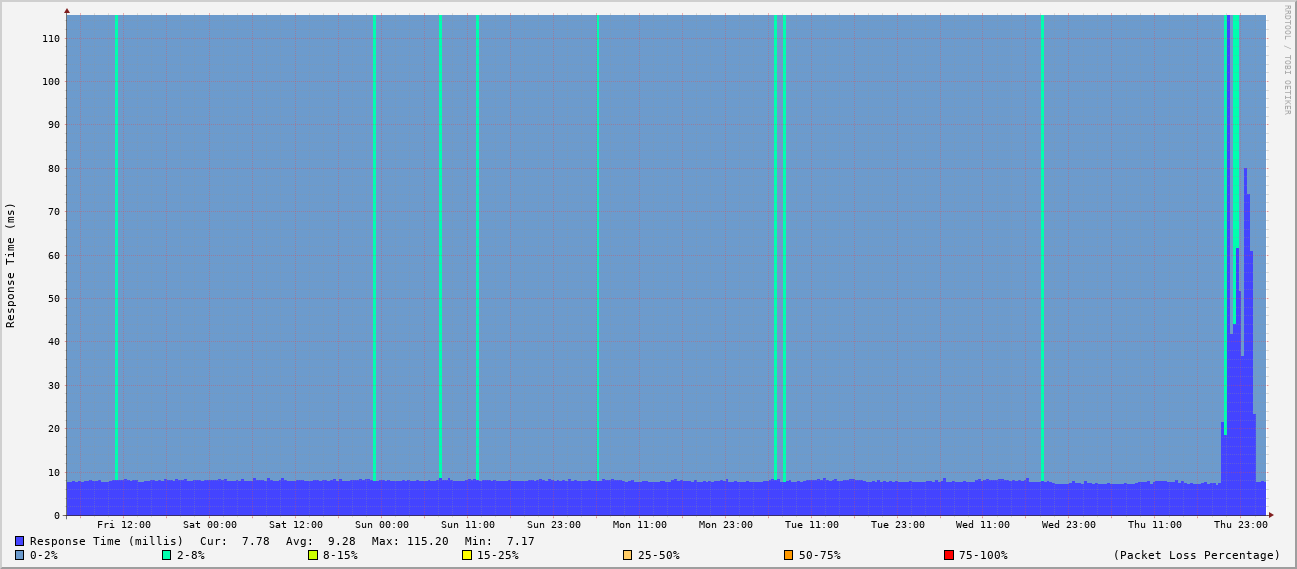 RRDTOOL / TOBI OETIKER
Response Time (ms)
110
100
90
80
70
60
50
40
30
20
10
0
Fri 12:00 Sat 00:00 Sat 12:00 Sun 00:00 Sun 11:00 Sun 23:00 Mon 11:00 Mon 23:00 Tue 11:00 Tue 23:00 Wed 11:00 Wed 23:00 Thu 11:00 Thu 23:00
Response Time (millis) Cur: 7.78 Avg: 9.28 Max: 115.20 Min: 7.17
0-2% 2-8% 8-15% 15-25% 25-50% 50-75% 75-100% (Packet Loss Percentage)